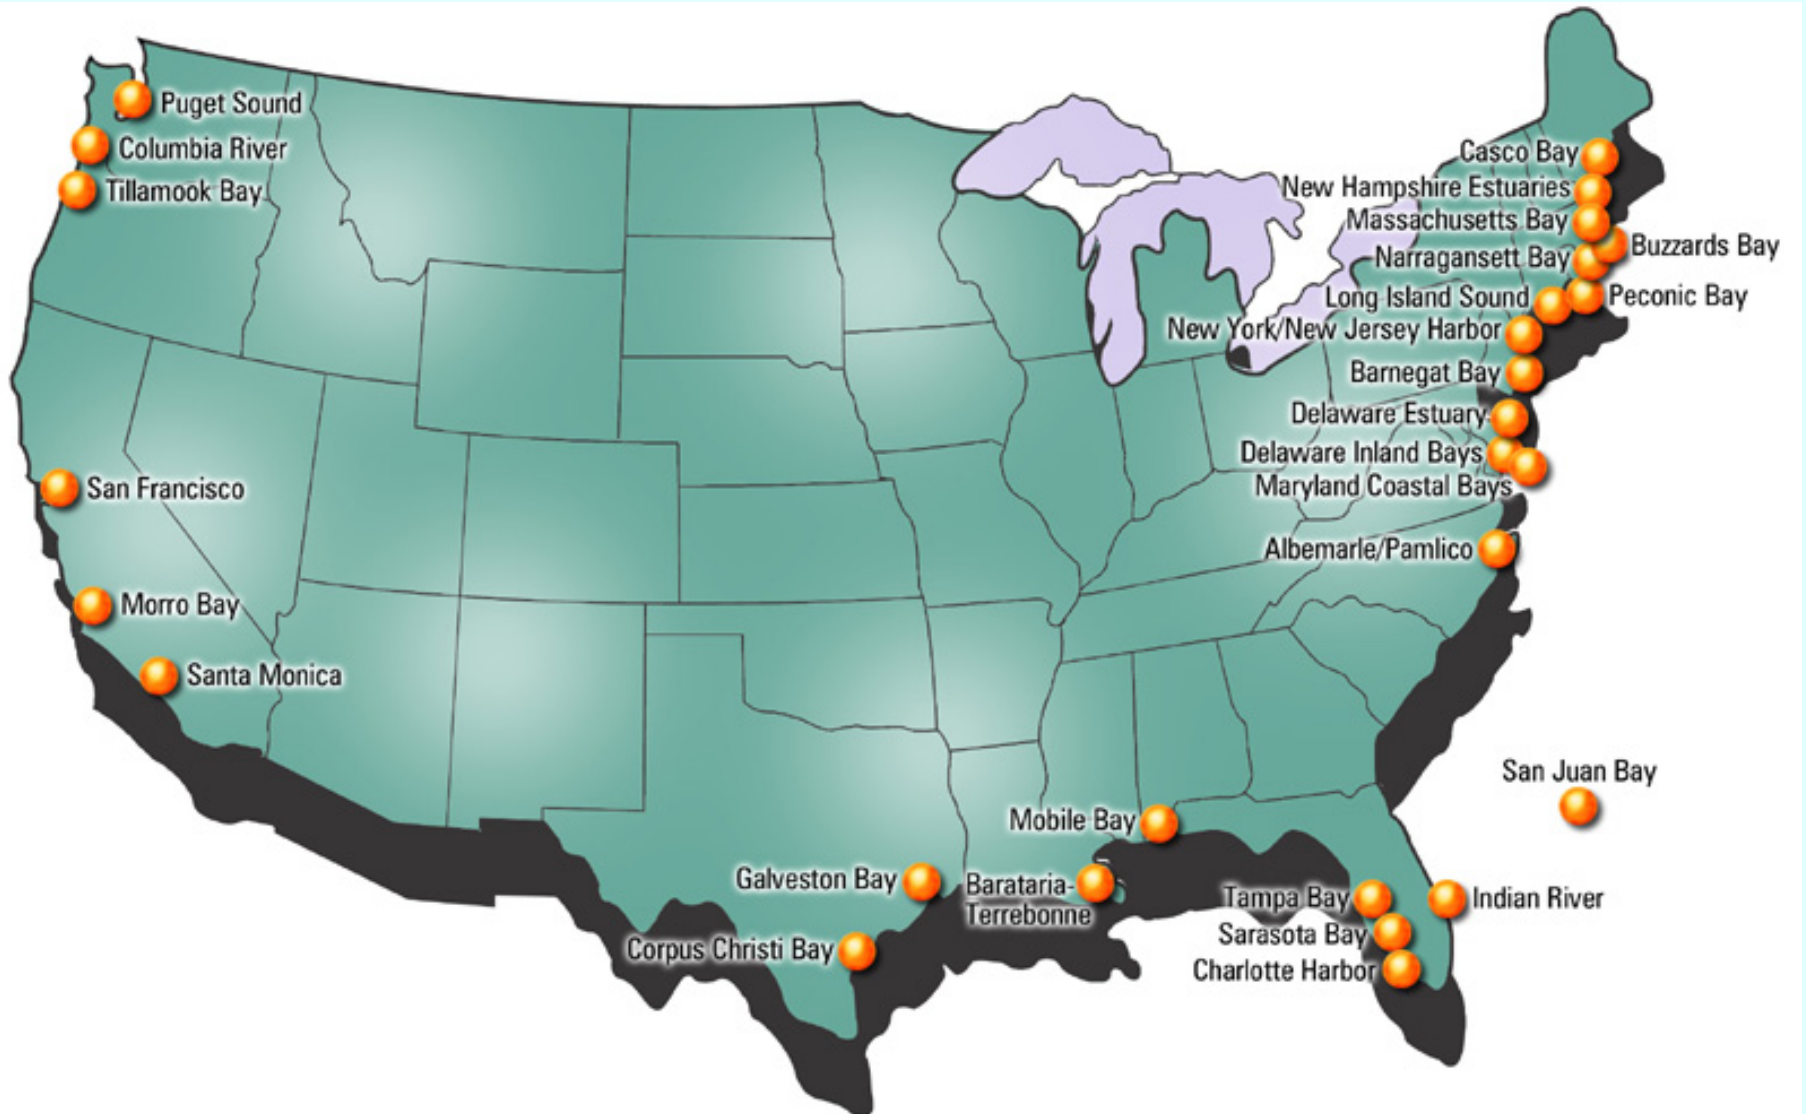 Puget Sound
Columbia River
Tillamook Bay
San Francisco
Morro Bay
Santa Monica
Casco Bay
New Hampshire Estuaries
Massachusetts Bay
Buzzards Bay
Narragansett Bay
Long Island Sound
Peconic Bay
New York/New Jersey Harbor
Barnegat Bay
Delaware Estuary
Delaware Inland Bays
Maryland Coastal Bays
Albemarle/Pamlico
San Juan Bay
Mobile Bay
Galveston Bay
Barataria-
Terrebonne
Corpus Christi Bay
Tampa Bay
Indian River
Sarasota Bay
Charlotte Harbor